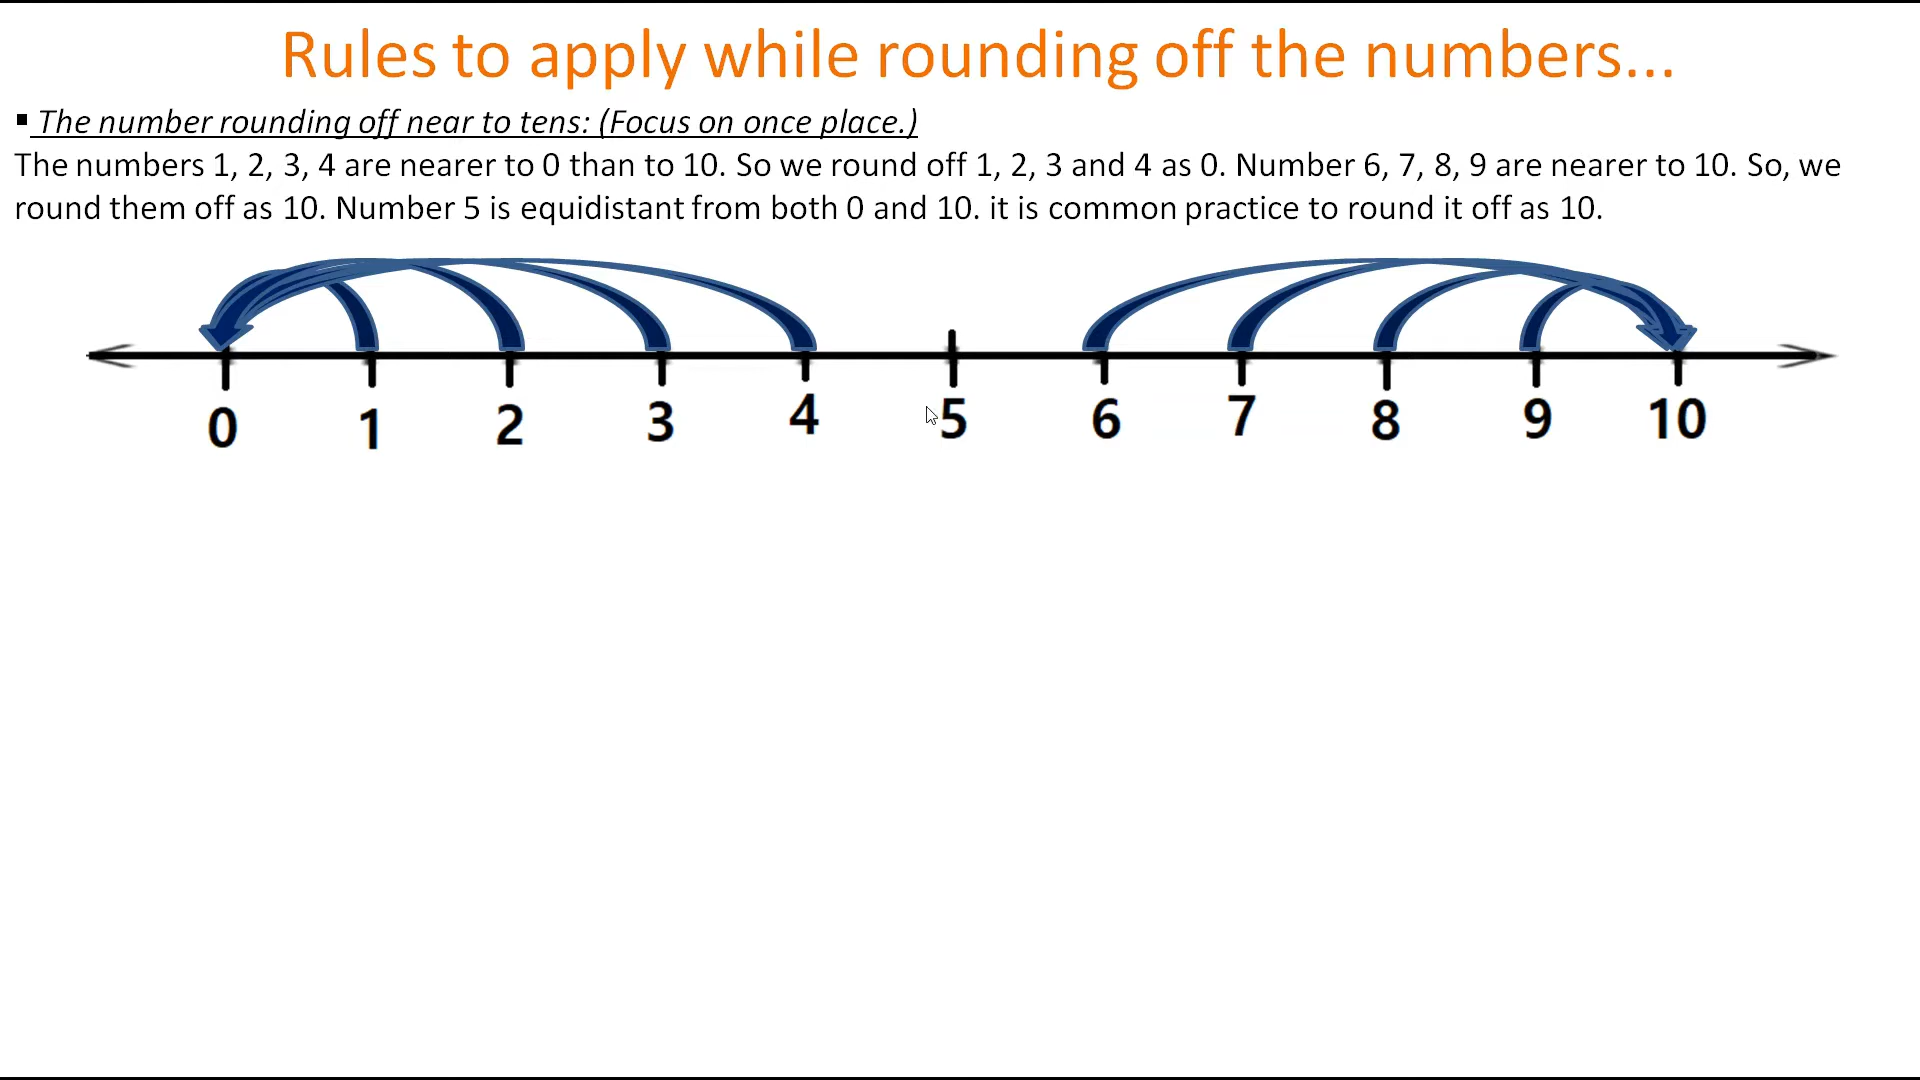 Rules to apply while rounding off the numbers...
▪ The number rounding off near to tens: (Focus on once place.)
The numbers 1, 2, 3, 4 are nearer to 0 than to 10. So we round off 1, 2, 3 and 4 as 0. Number 6, 7, 8, 9 are nearer to 10. So, we
round them off as 10. Number 5 is equidistant from both 0 and 10. it is common practice to round it off as 10.
0 1 2 3 4 5 6 7 8 9 10